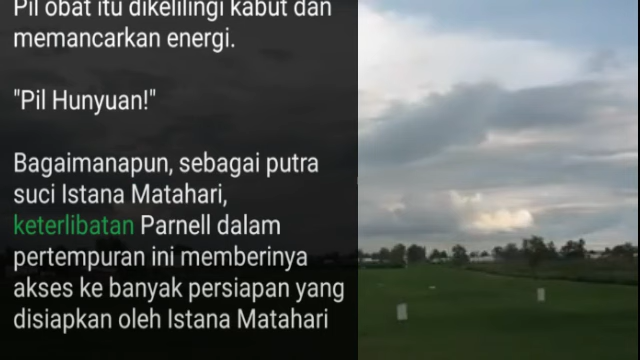 Pil obat itu dikelilingi kabut dan
memancarkan energi.
"Pil Hunyuan!"
Bagaimanapun, sebagai putra
suci Istana Matahari,
keterlibatan Parnell dalam
pertempuran ini memberinya
akses ke banyak persiapan yang
disiapkan oleh Istana Matahari